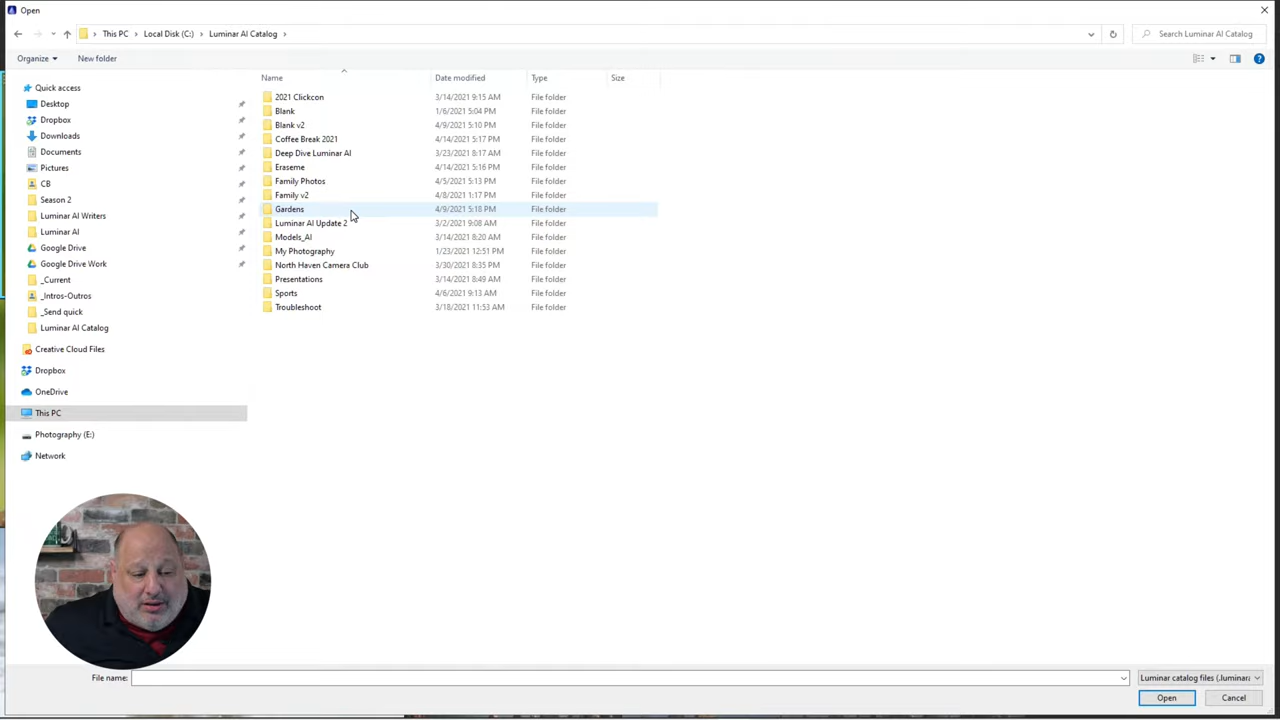 Open
This PC > Local Disk (C:) > Luminar AI Catalog >
Search Luminar AI Catalog
Organize
New folder
Name Date modified Type Size
2021 Clickcon 3/14/2021 9:15 AM File folder
Blank 1/6/2021 5:04 PM File folder
Blank v2 4/9/2021 5:10 PM File folder
Coffee Break 2021 4/14/2021 5:17 PM File folder
Deep Dive Luminar AI 3/23/2021 8:17 AM File folder
Eraseme 4/14/2021 5:16 PM File folder
Family Photos 4/5/2021 5:13 PM File folder
Family v2 4/8/2021 1:17 PM File folder
Gardens 4/9/2021 5:18 PM File folder
Luminar AI Update 2 3/2/2021 9:08 AM File folder
Models_AI 3/14/2021 8:20 AM File folder
My Photography 1/23/2021 12:51 PM File folder
North Haven Camera Club 3/30/2021 8:35 PM File folder
Presentations 3/14/2021 8:49 AM File folder
Sports 4/6/2021 9:13 AM File folder
Troubleshoot 3/18/2021 11:53 AM File folder
Quick access
Desktop
Dropbox
Downloads
Documents
Pictures
CB
Season 2
Luminar AI Writers
Luminar AI
Google Drive
Google Drive Work
_Current
_Intros-Outros
_Send quick
Luminar AI Catalog
Creative Cloud Files
Dropbox
OneDrive
This PC
Photography (E:)
Network
File name:
Luminar catalog files (.luminar
Open
Cancel